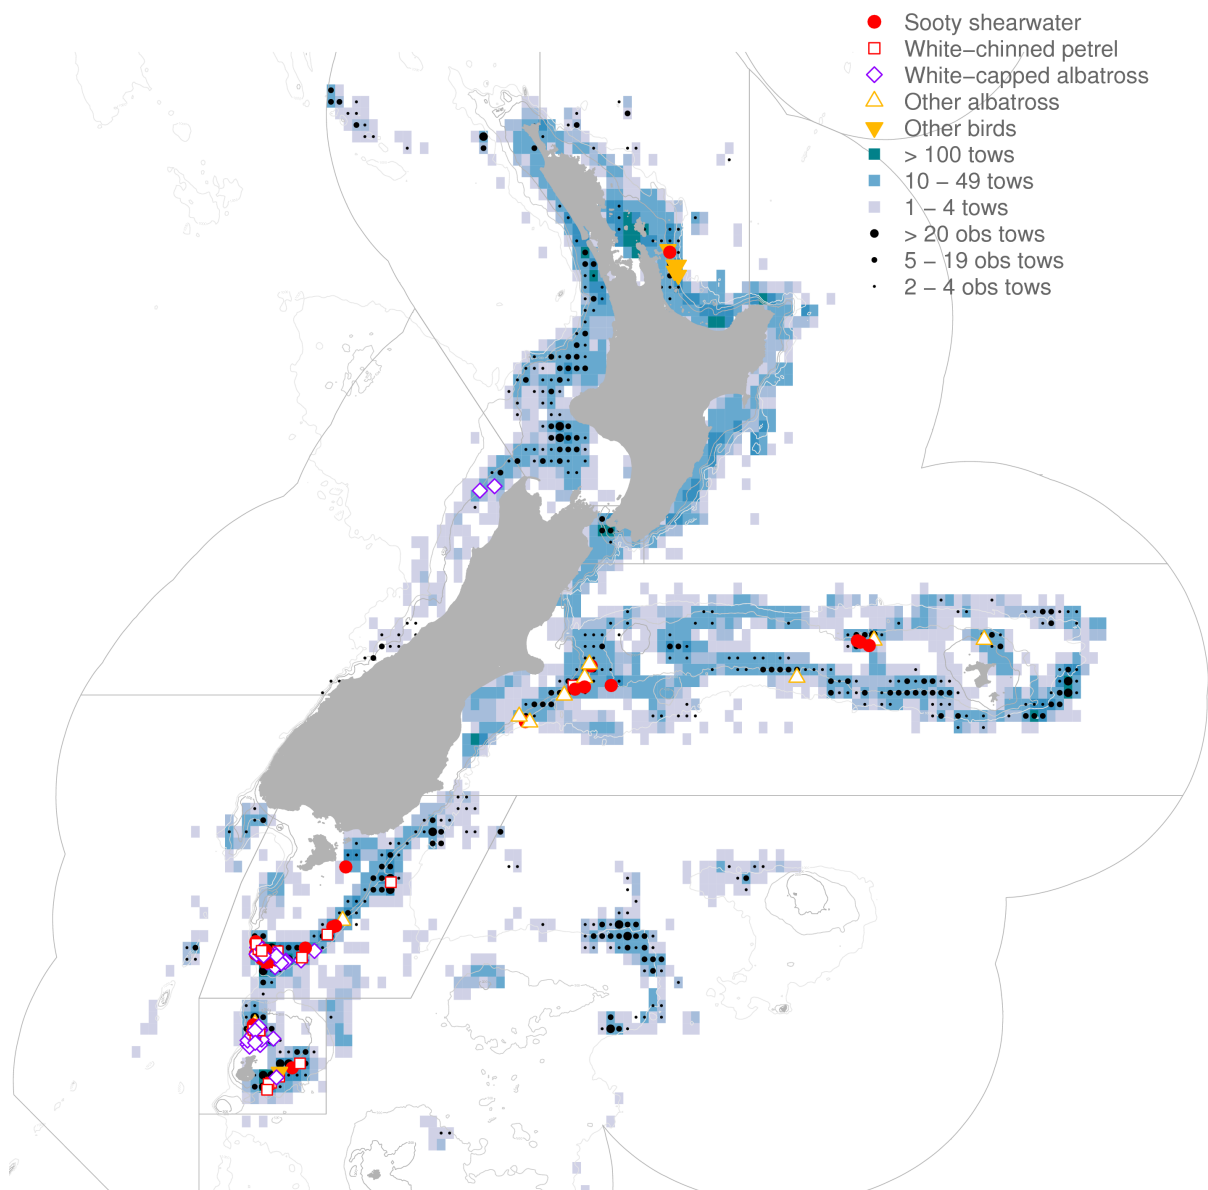 Sooty shearwater
White−chinned petrel
White−capped albatross
Other albatross
Other birds
> 100 tows
10 − 49 tows
1 − 4 tows
> 20 obs tows
5 − 19 obs tows
2 − 4 obs tows